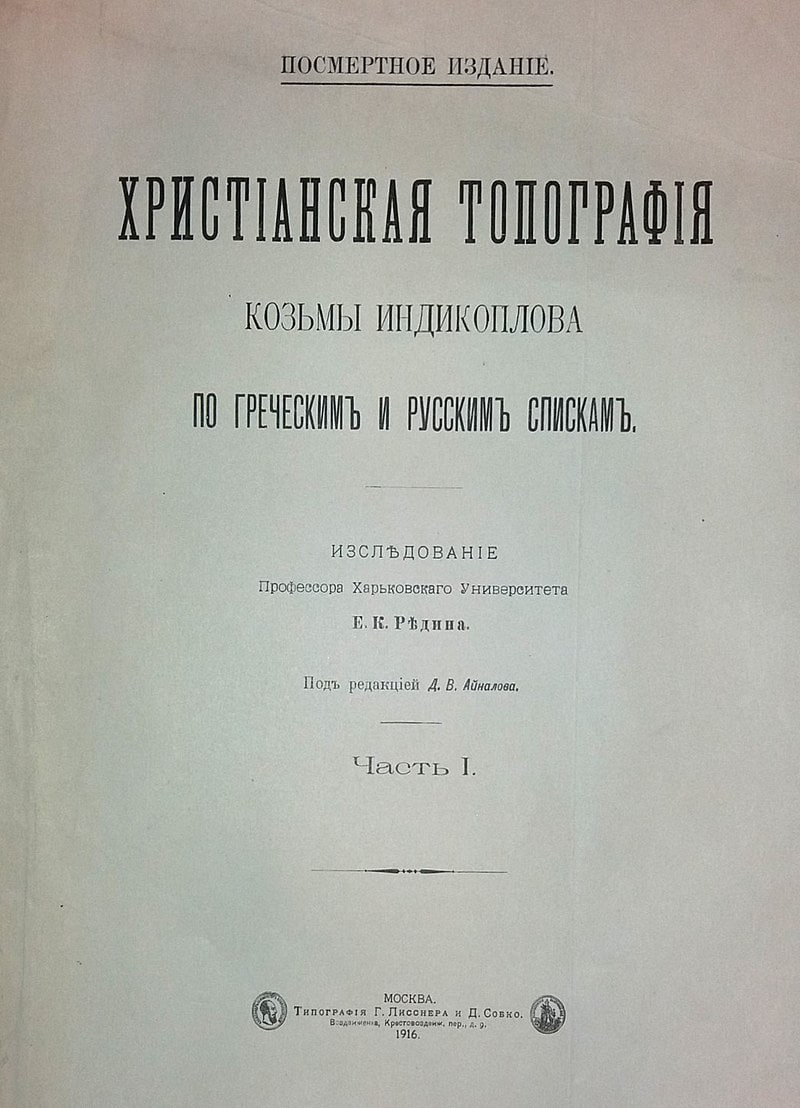 ПОСМЕРТНОЕ ИЗДАНІЕ.
ХРИСТІАНСКАЯ ТОПОГРАФІЯ
КОЗЬМЫ ИНДИКОПЛОВА
ПО ГРЕЧЕСКИМЪ И РУССКИМЪ СПИСКАМЪ.
ИЗСЛѢДОВАНІЕ
Профессора Харьковскаго Университета
Е. К. Рѣдина.
Подъ редакціей Д. В. Айналова.
Часть I.
МОСКВА.
Типографія Г. Лисснера и Д. Совко.
Воздвиженка, Крестовоздвиж. пер., д. 9.
1916.